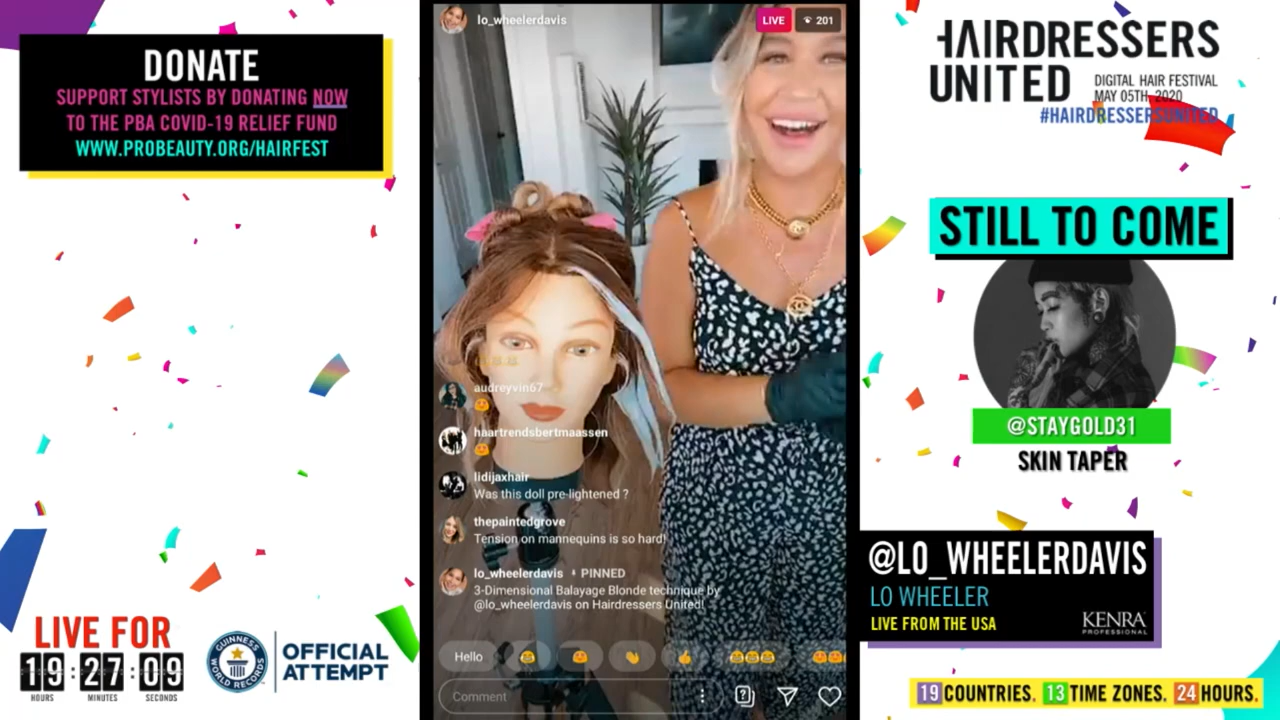 DONATE
SUPPORT STYLISTS BY DONATING NOW
TO THE PBA COVID-19 RELIEF FUND
WWW.PROBEAUTY.ORG/HAIRFEST
LIVE FOR
19:27:09
HOURS MINUTES SECONDS
GUINNESS WORLD RECORDS
OFFICIAL
ATTEMPT
lo_wheelerdavis
LIVE
201
audreyvin67
haartrendsbertmaassen
lidijaxhair
Was this doll pre-lightened ?
thepaintedgrove
Tension on mannequins is so hard!
lo_wheelerdavis PINNED
3-Dimensional Balayage Blonde technique by
@lo_wheelerdavis on Hairdressers United!
Hello
Comment
HAIRDRESSERS
UNITED
DIGITAL HAIR FESTIVAL
MAY 05TH, 2020
#HAIRDRESSERSUNITED
STILL TO COME
@STAYGOLD31
SKIN TAPER
@LO_WHEELERDAVIS
LO WHEELER
LIVE FROM THE USA
KENRA
PROFESSIONAL
19 COUNTRIES. 13 TIME ZONES. 24 HOURS.